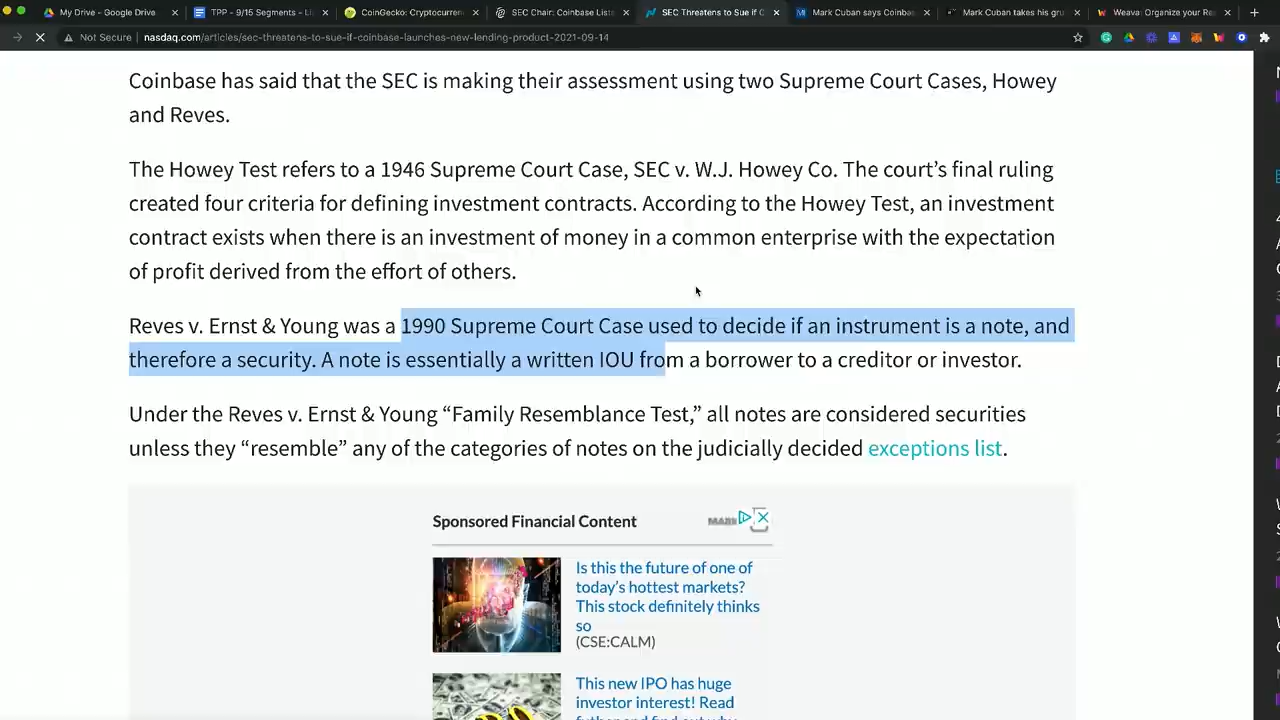 My Drive - Google Drive
TPP - 9/15 Segments - Li
CoinGecko: Cryptocurren
SEC Chair: Coinbase Liste
SEC Threatens to Sue if C
Mark Cuban says Coinbas
Mark Cuban takes his gru
Weava: Organize your Res
Not Secure | nasdaq.com/articles/sec-threatens-to-sue-if-coinbase-launches-new-lending-product-2021-09-14
Coinbase has said that the SEC is making their assessment using two Supreme Court Cases, Howey
and Reves.
The Howey Test refers to a 1946 Supreme Court Case, SEC v. W.J. Howey Co. The court’s final ruling
created four criteria for defining investment contracts. According to the Howey Test, an investment
contract exists when there is an investment of money in a common enterprise with the expectation
of profit derived from the effort of others.
Reves v. Ernst & Young was a 1990 Supreme Court Case used to decide if an instrument is a note, and
therefore a security. A note is essentially a written IOU from a borrower to a creditor or investor.
Under the Reves v. Ernst & Young “Family Resemblance Test,” all notes are considered securities
unless they “resemble” any of the categories of notes on the judicially decided exceptions list.
Sponsored Financial Content
Is this the future of one of
today’s hottest markets?
This stock definitely thinks
so
(CSE:CALM)
This new IPO has huge
investor interest! Read